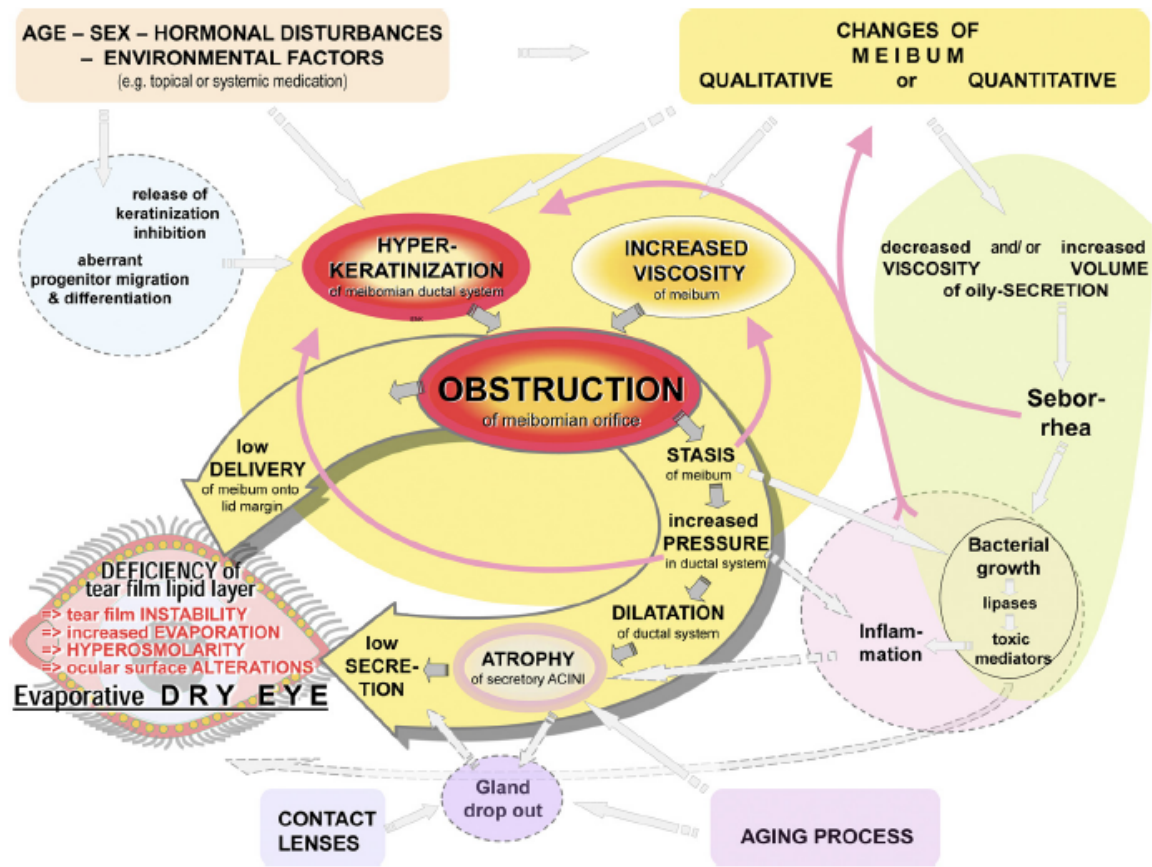 AGE – SEX – HORMONAL DISTURBANCES
– ENVIRONMENTAL FACTORS
(e.g. topical or systemic medication)
CHANGES OF
M E I B U M
QUALITATIVE or QUANTITATIVE
release of
keratinization
inhibition
aberrant
progenitor migration
& differentiation
HYPER-
KERATINIZATION
of meibomian ductal system
INCREASED
VISCOSITY
of meibum
decreased and/ or increased
VISCOSITY VOLUME
of oily-SECRETION
OBSTRUCTION
of meibomian orifice
Sebor-
rhea
low
DELIVERY
of meibum onto
lid margin
STASIS
of meibum
increased
PRESSURE
in ductal system
DILATATION
of ductal system
Bacterial
growth
lipases
toxic
mediators
Inflam-
mation
DEFICIENCY of
tear film lipid layer
=> tear film INSTABILITY
=> increased EVAPORATION
=> HYPEROSMOLARITY
=> ocular surface ALTERATIONS
Evaporative D R Y E Y E
low
SECRE-
TION
ATROPHY
of secretory ACINI
Gland
drop out
CONTACT
LENSES
AGING PROCESS